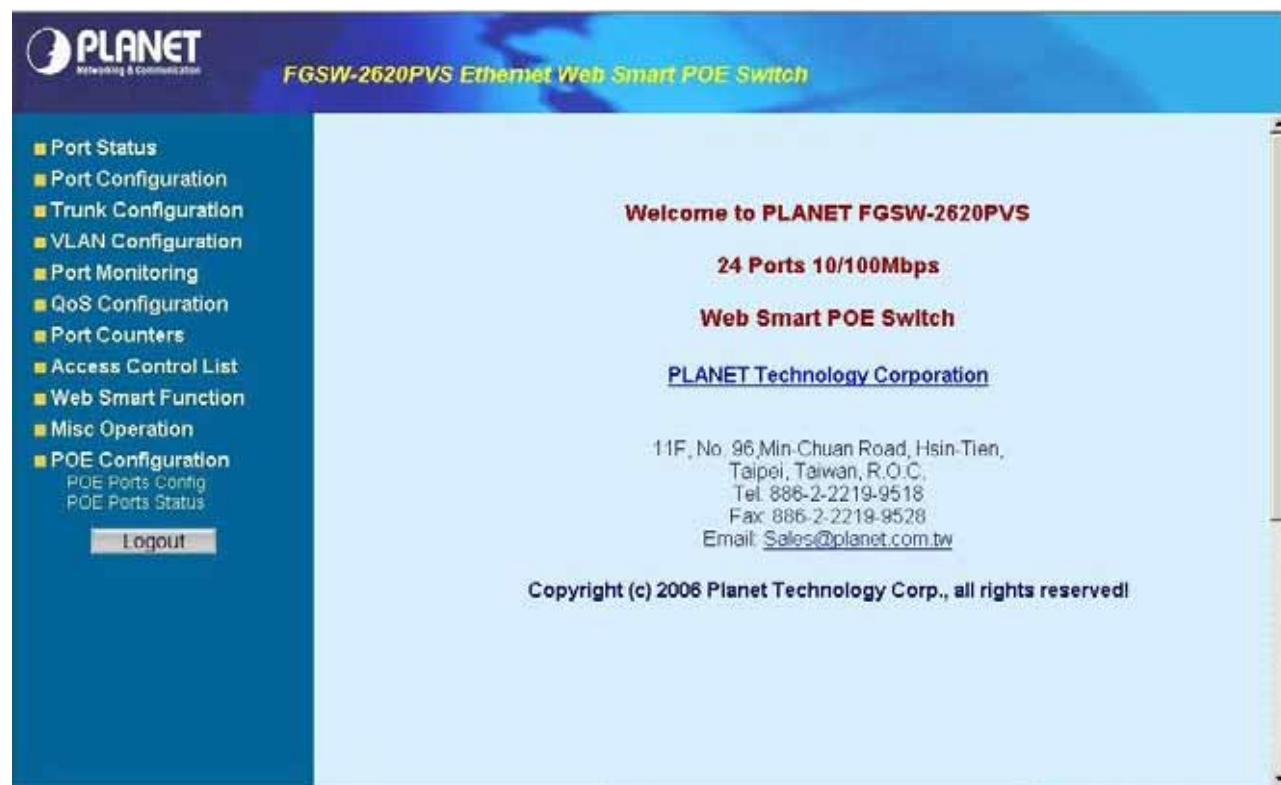 PLANET
Networking & Communication
FGSW-2620PVS Ethernet Web Smart POE Switch
Port Status
Port Configuration
Trunk Configuration
VLAN Configuration
Port Monitoring
QoS Configuration
Port Counters
Access Control List
Web Smart Function
Misc Operation
POE Configuration
POE Ports Config
POE Ports Status
Logout
Welcome to PLANET FGSW-2620PVS
24 Ports 10/100Mbps
Web Smart POE Switch
PLANET Technology Corporation
11F, No. 96,Min-Chuan Road, Hsin-Tien,
Taipei, Taiwan, R.O.C.
Tel: 886-2-2219-9518
Fax: 886-2-2219-9528
Email: Sales@planet.com.tw
Copyright (c) 2006 Planet Technology Corp., all rights reserved!